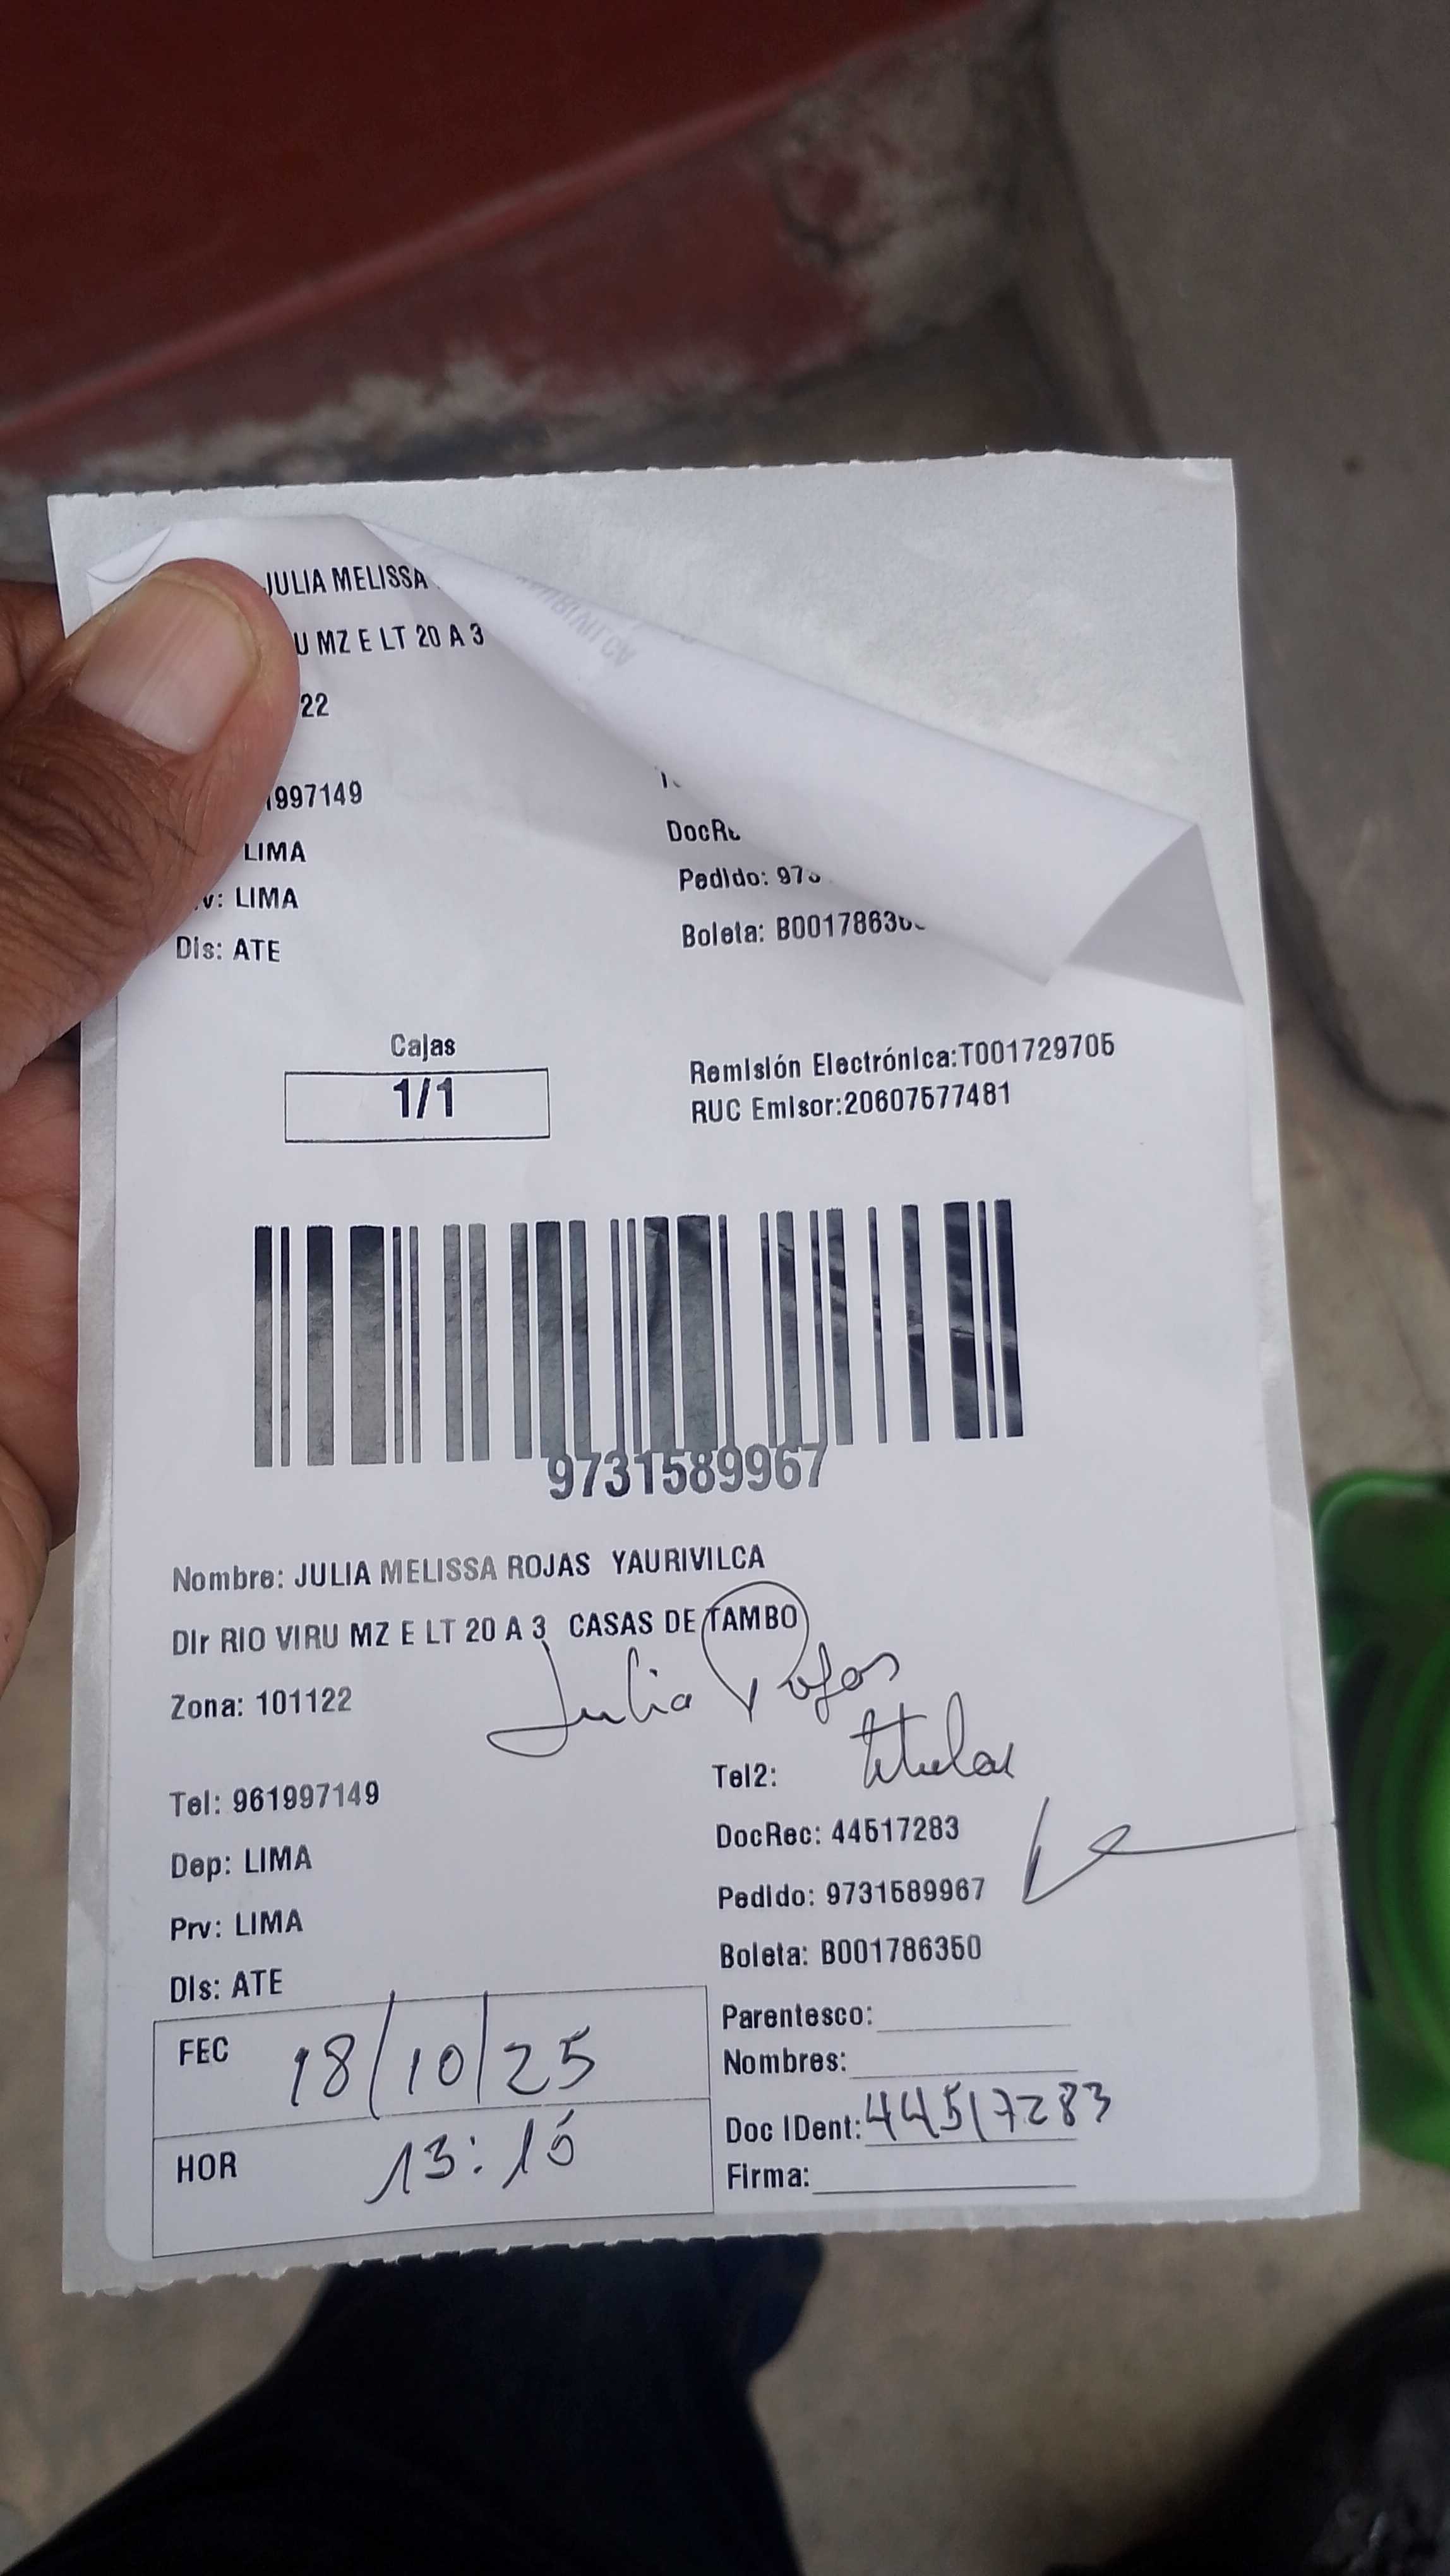 JULIA MELISSA
U MZ E LT 20 A 3
22
1997149
LIMA
v: LIMA
Dis: ATE
Pedido: 973
Boleta: B00178635
Cajas
1/1
Remisión Electrónica:T001729705
RUC Emisor:20607577481
9731589967
Nombre: JULIA MELISSA ROJAS YAURIVILCA
Dir RIO VIRU MZ E LT 20 A 3 CASAS DE TAMBO
Julia Rojas
Zona: 101122
titular
Tel: 961997149
Tel2:
Dep: LIMA
DocRec: 44517283
Prv: LIMA
Pedido: 9731589967
Dis: ATE
Boleta: B001786350
FEC 18/10/25
HOR 13:15
Parentesco:
Nombres:
Doc IDent: 44517283
Firma: